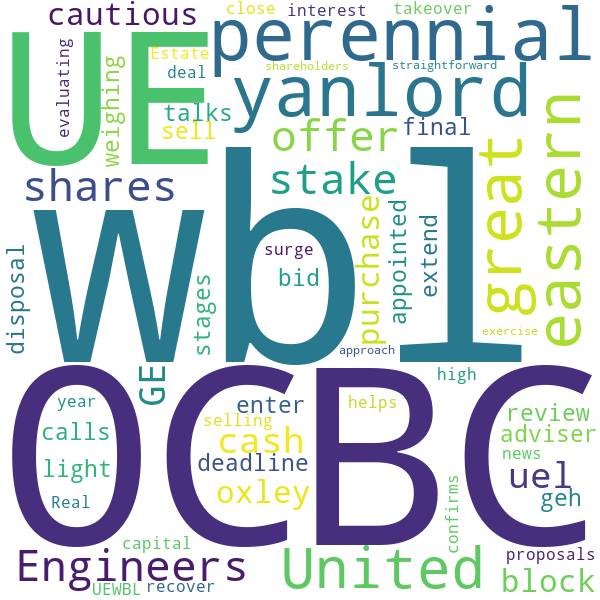 cautious
close
interest
takeover
perennial
UE
evaluating
Estate
deal
weighing
talks
sell
shareholders
straightforward
yanlord
offer
final
eastern
great
shares
stake
wbl
purchase
appointed
extend
disposal
stages
surge
bid
exercise
approach
GE
high
OCBC
year
calls
light
Real
enter
selling
cash
deadline
oxley
helps
review
adviser
news
uel
geh
confirms
capital
Engineers
UEWBL
recover
United
proposals
block